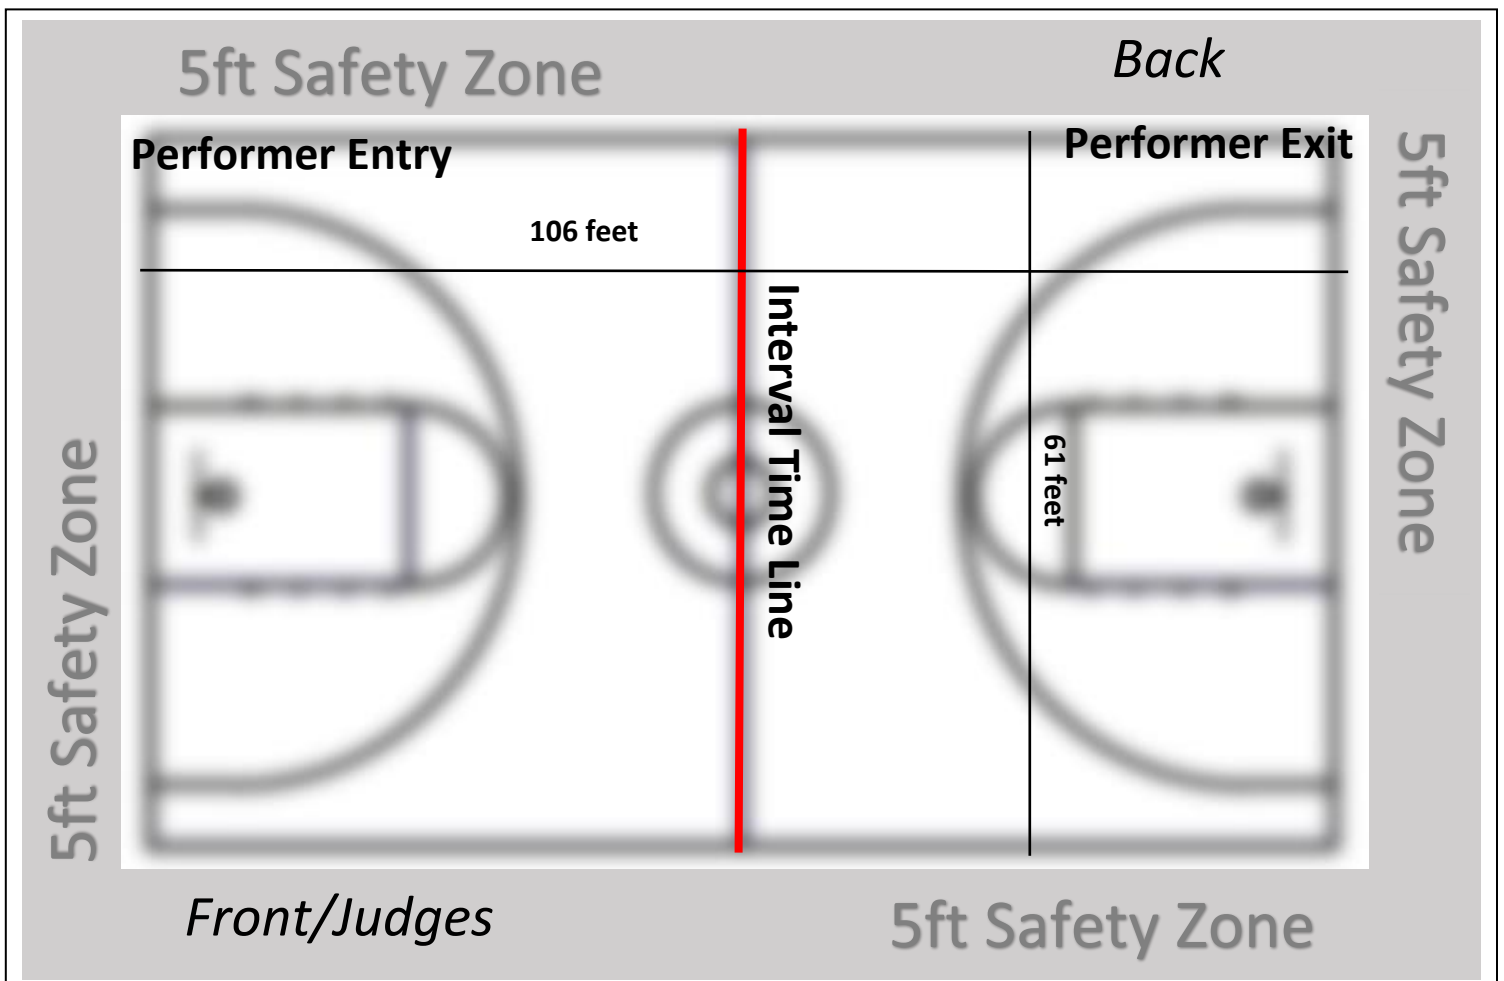 5ft Safety Zone
Back
Performer Entry
Performer Exit
106 feet
5ft Safety Zone
Interval Time Line
61 feet
5ft Safety Zone
Front/Judges
5ft Safety Zone